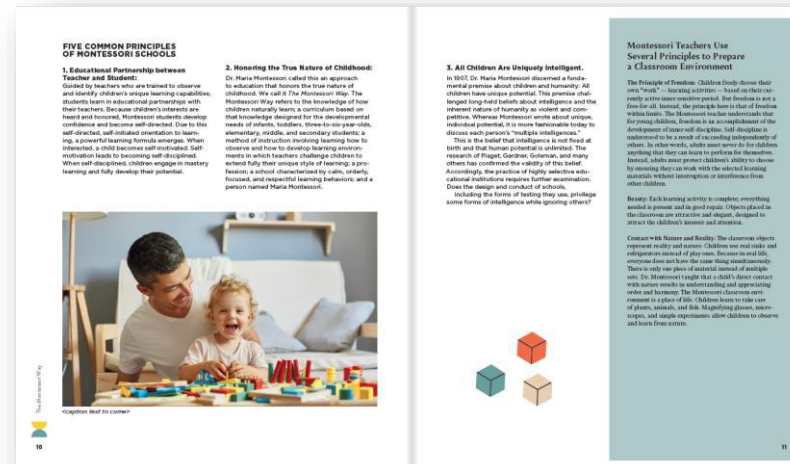 FIVE COMMON PRINCIPLES
OF MONTESSORI SCHOOLS
1. Educational Partnership between
Teacher and Student:
Guided by teachers who are trained to observe
and identify children's unique learning capabilities,
students learn in educational partnerships with
their teachers. Because children's interests are
heard and honored, Montessori students develop
confidence and become self-directed. Due to this
self-directed, self-initiated orientation to learn-
ing, a powerful learning formula emerges. When
interested, a child becomes self-motivated. Self-
motivation leads to becoming self-disciplined.
When self-disciplined, children engage in mastery
learning and fully develop their potential.
2. Honoring the True Nature of Childhood:
Dr. Maria Montessori called this an approach
to education that honors the true nature of
childhood. We call it The Montessori Way. The
Montessori Way refers to the knowledge of how
children naturally learn; a curriculum based on
that knowledge designed for the developmental
needs of infants, toddlers, three-to-six-year-olds,
elementary, middle, and secondary students; a
method of instruction involving learning how to
observe and how to develop learning environ-
ments in which teachers challenge children to
extend fully their unique style of learning; a pro-
fession; a school characterized by calm, orderly,
focused, and respectful learning behaviors; and a
person named Maria Montessori.
<caption text to come>
The Montessori Way
10
3. All Children Are Uniquely Intelligent.
In 1907, Dr. Maria Montessori discerned a funda-
mental premise about children and humanity: All
children have unique potential. This premise chal-
lenged long-held beliefs about intelligence and the
inherent nature of humanity as violent and com-
petitive. Whereas Montessori wrote about unique,
individual potential, it is more fashionable today to
discuss each person's "multiple intelligences."
This is the belief that intelligence is not fixed at
birth and that human potential is unlimited. The
research of Piaget, Gardner, Goleman, and many
others has confirmed the validity of this belief.
Accordingly, the practice of highly selective edu-
cational institutions requires further examination.
Does the design and conduct of schools,
including the forms of testing they use, privilege
some forms of intelligence while ignoring others?
Montessori Teachers Use
Several Principles to Prepare
a Classroom Environment
The Principle of Freedom: Children freely choose their
own "work" — learning activities — based on their cur-
rently active inner sensitive period. But freedom is not a
free-for-all. Instead, the principle here is that of freedom
within limits. The Montessori teacher understands that
for young children, freedom is an accomplishment of the
development of inner self-discipline. Self-discipline is
understood to be a result of succeeding independently of
others. In other words, adults must never do for children
anything that they can learn to perform for themselves.
Instead, adults must protect children's ability to choose
by ensuring they can work with the selected learning
materials without interruption or interference from
other children.
Beauty: Each learning activity is complete, everything
needed is present and in good repair. Objects placed in
the classroom are attractive and elegant, designed to
attract the children's interest and attention.
Contact with Nature and Reality: The classroom objects
represent reality and nature. Children use real sinks and
refrigerators instead of play ones. Because in real life,
everyone does not have the same thing simultaneously.
There is only one piece of material instead of multiple
sets. Dr. Montessori taught that a child's direct contact
with nature results in understanding and appreciating
order and harmony. The Montessori classroom envi-
ronment is a place of life. Children learn to take care
of plants, animals, and fish. Magnifying glasses, micro-
scopes, and simple experiments allow children to observe
and learn from nature.
11